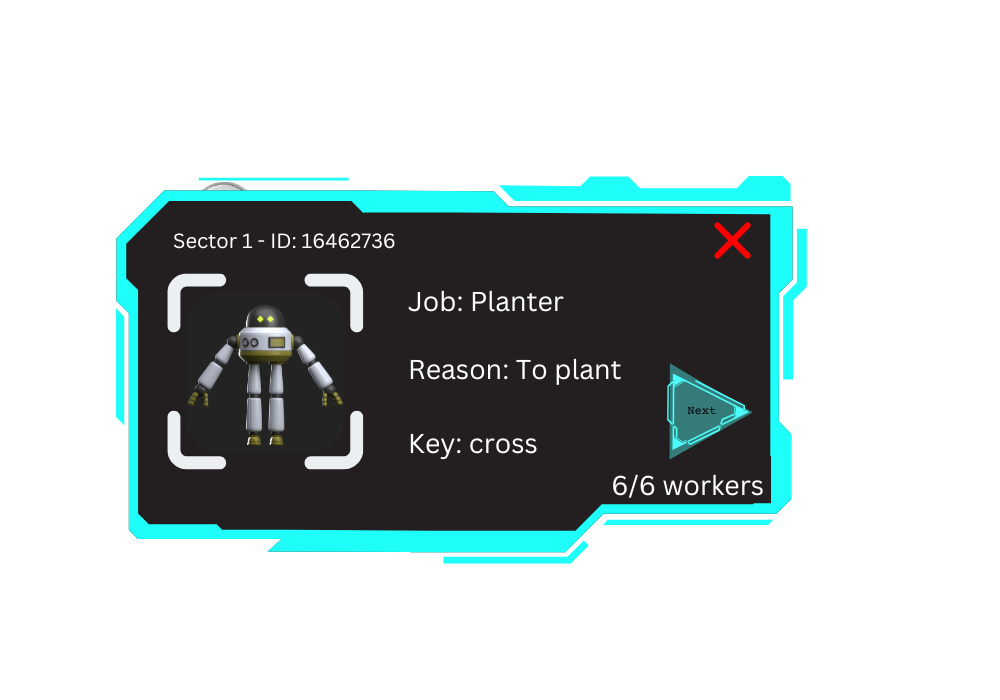 Sector 1 - ID: 16462736
Job: Planter
Reason: To plant
Next
Key: cross
6/6 workers